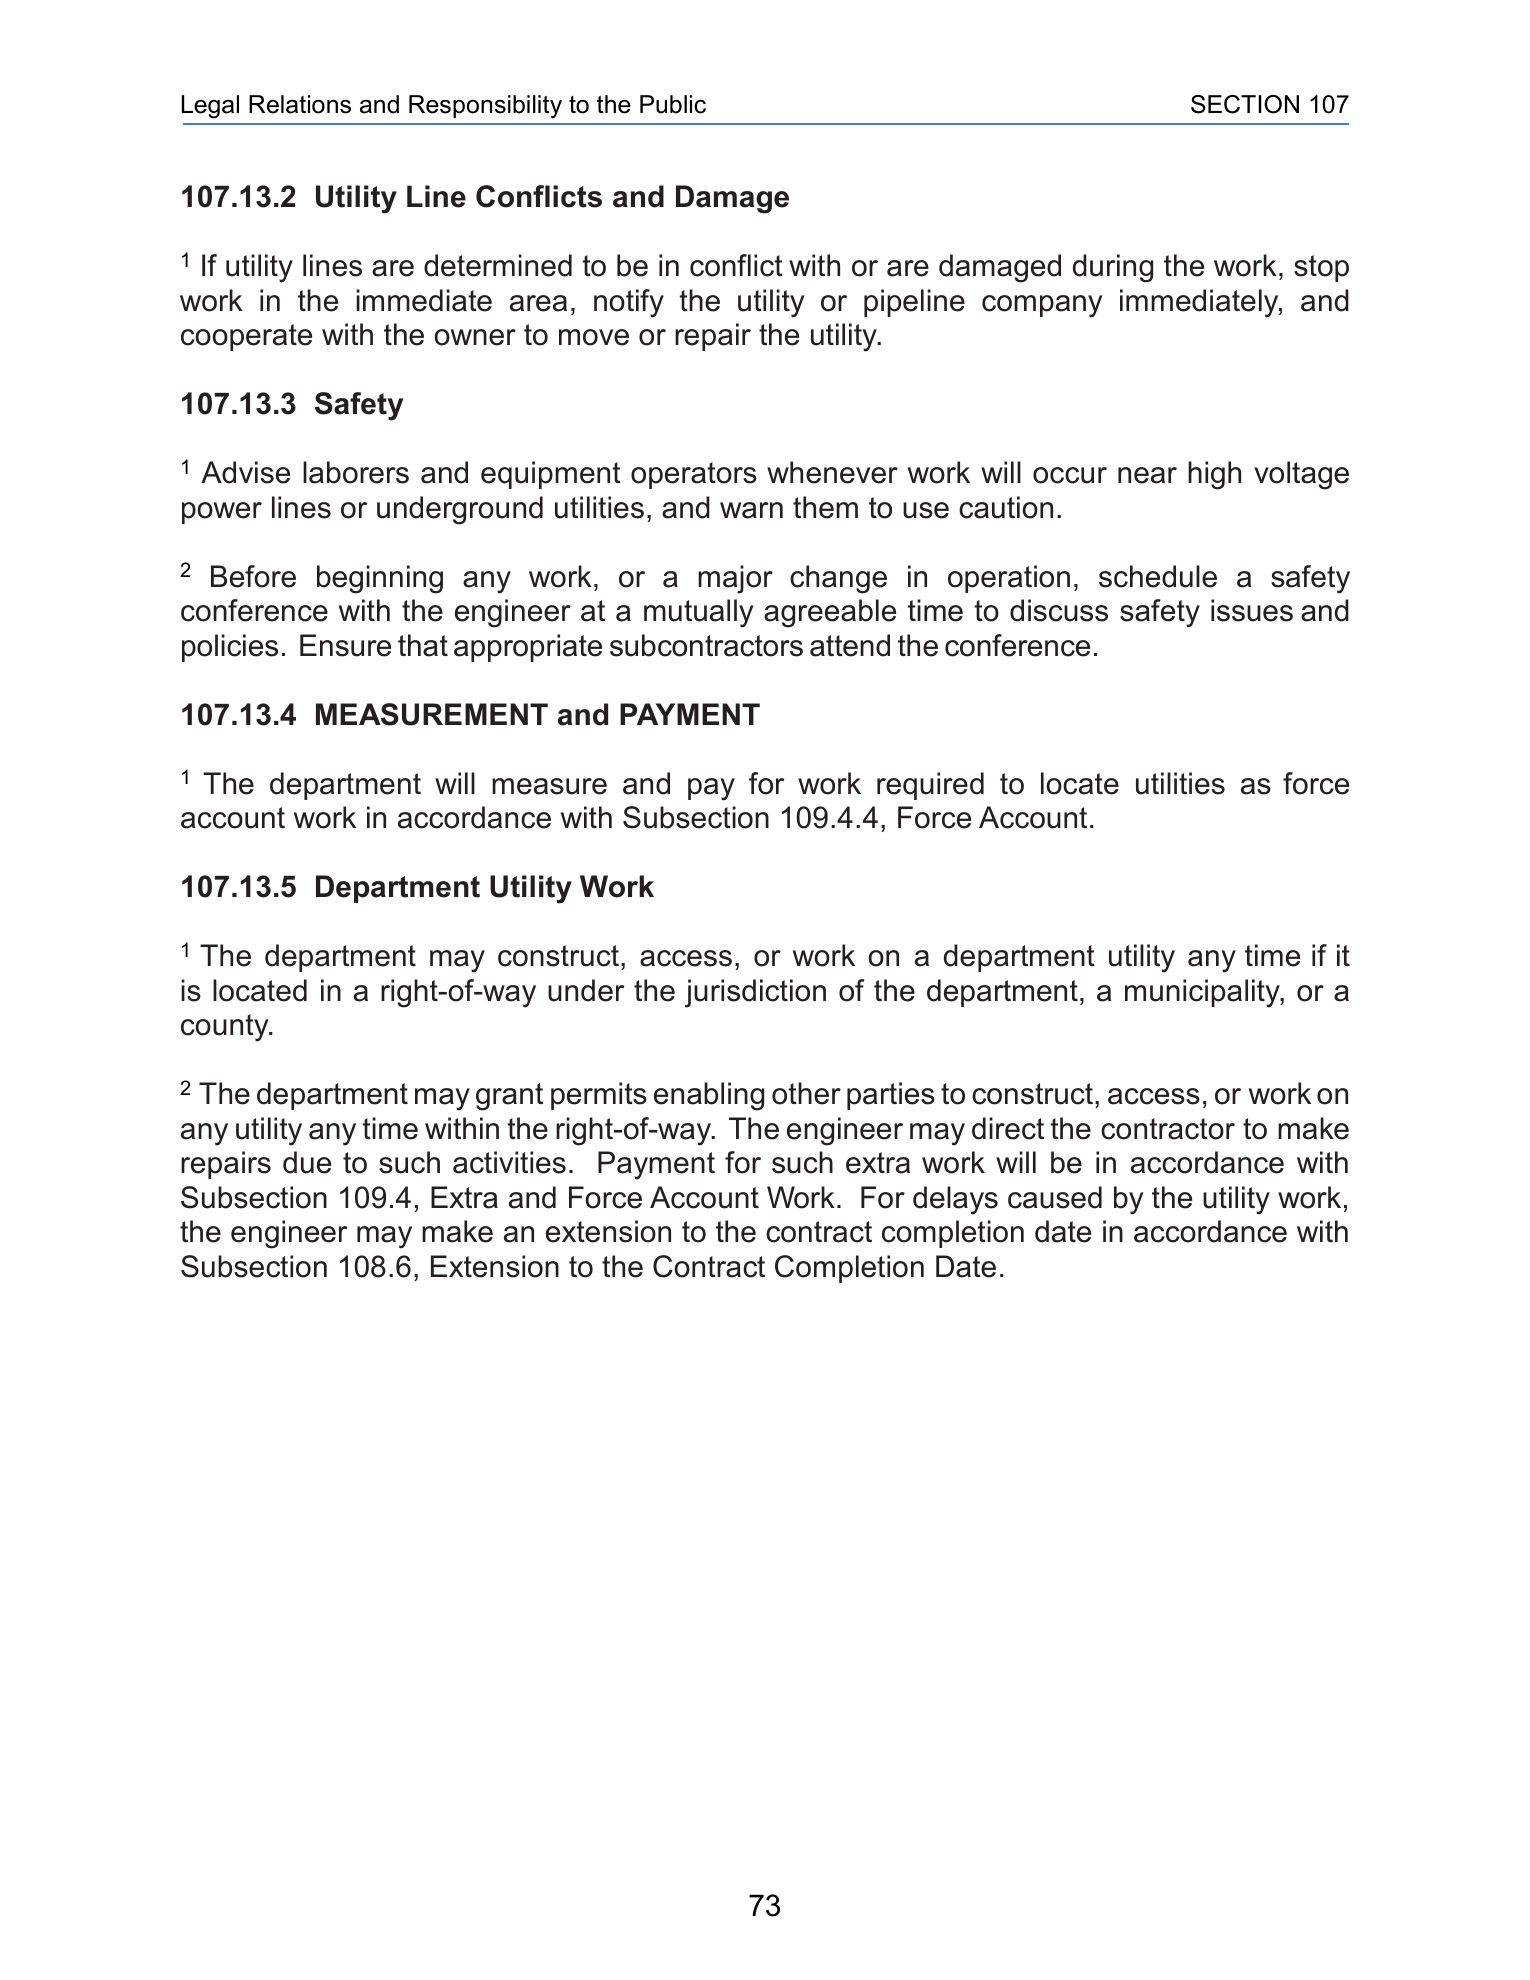 Legal Relations and Responsibility to the Public SECTION 107
107.13.2 Utility Line Conflicts and Damage
1 If utility lines are determined to be in conflict with or are damaged during the work, stop
work in the immediate area, notify the utility or pipeline company immediately, and
cooperate with the owner to move or repair the utility.
107.13.3 Safety
1 Advise laborers and equipment operators whenever work will occur near high voltage
power lines or underground utilities, and warn them to use caution.
2 Before beginning any work, or a major change in operation, schedule a safety
conference with the engineer at a mutually agreeable time to discuss safety issues and
policies. Ensure that appropriate subcontractors attend the conference.
107.13.4 MEASUREMENT and PAYMENT
1 The department will measure and pay for work required to locate utilities as force
account work in accordance with Subsection 109.4.4, Force Account.
107.13.5 Department Utility Work
1 The department may construct, access, or work on a department utility any time if it
is located in a right-of-way under the jurisdiction of the department, a municipality, or a
county.
2 The department may grant permits enabling other parties to construct, access, or work on
any utility any time within the right-of-way. The engineer may direct the contractor to make
repairs due to such activities. Payment for such extra work will be in accordance with
Subsection 109.4, Extra and Force Account Work. For delays caused by the utility work,
the engineer may make an extension to the contract completion date in accordance with
Subsection 108.6, Extension to the Contract Completion Date.
73